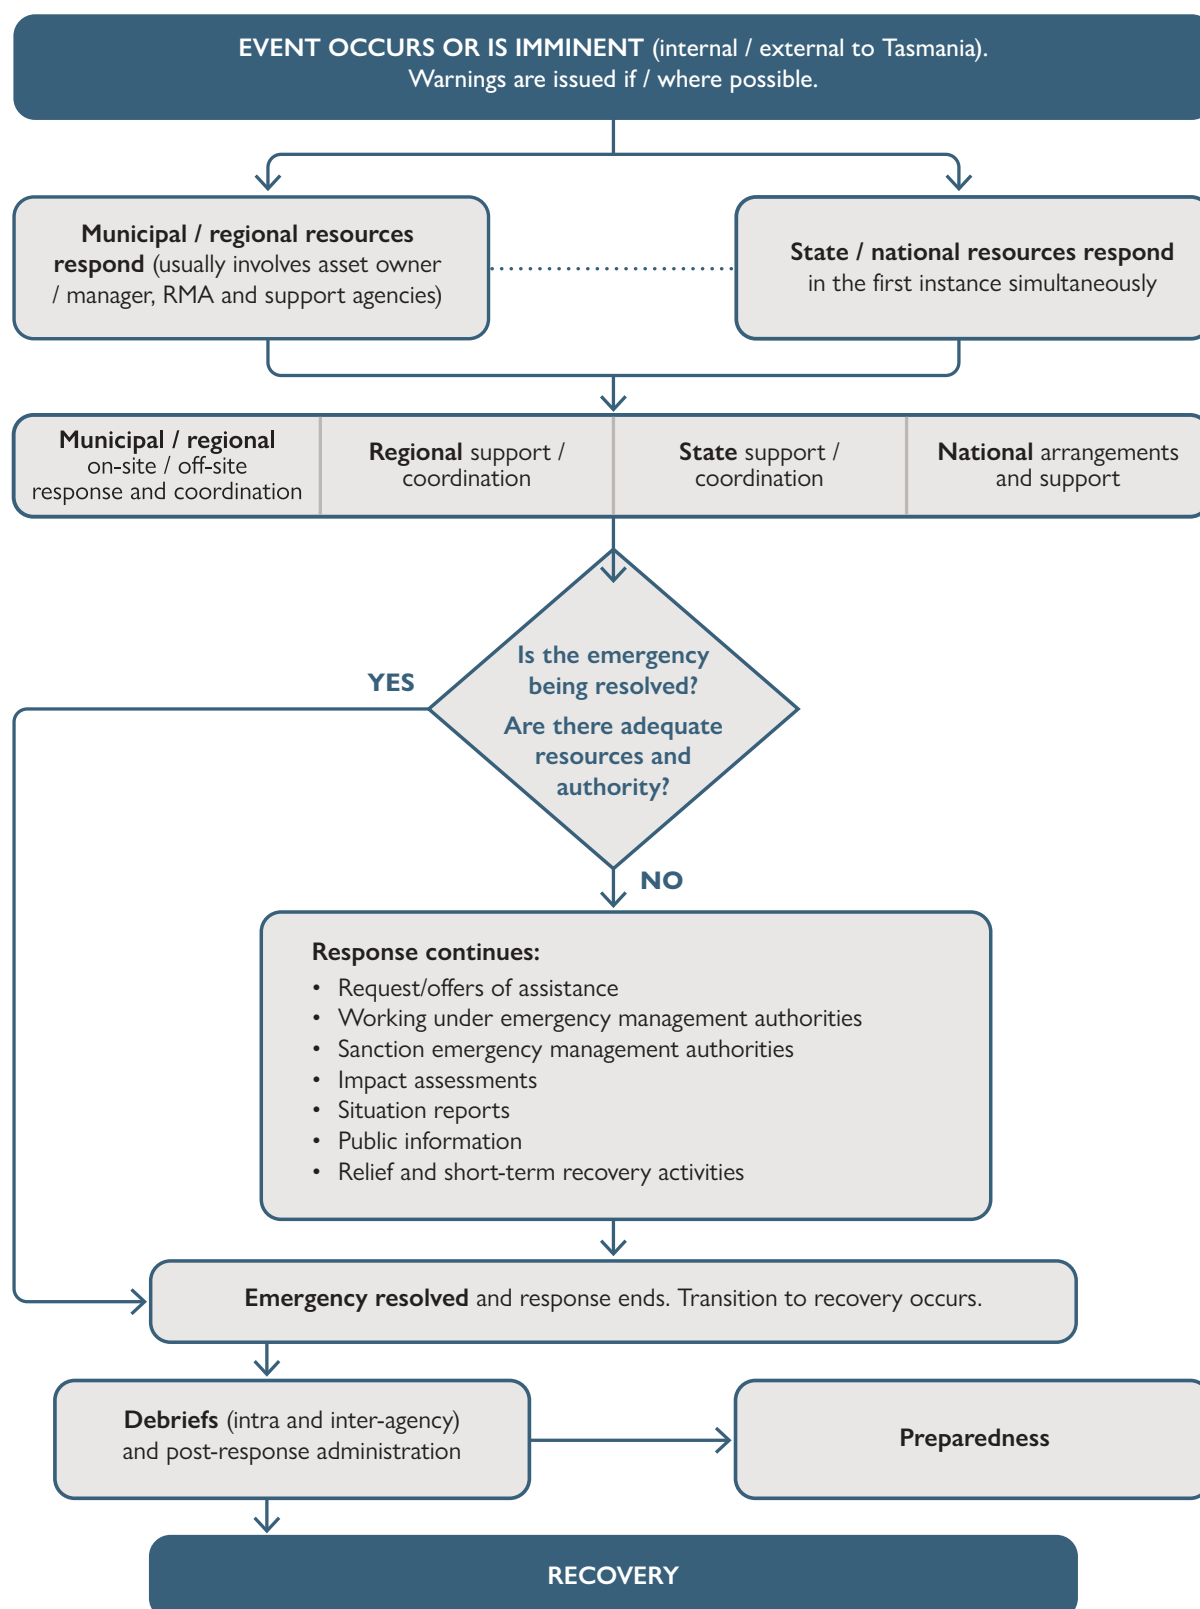 EVENT OCCURS OR IS IMMINENT (internal / external to Tasmania).
Warnings are issued if / where possible.
Municipal / regional resources
respond (usually involves asset owner
/ manager, RMA and support agencies)
State / national resources respond
in the first instance simultaneously
Municipal / regional
on-site / off-site
response and coordination
Regional support /
coordination
State support /
coordination
National arrangements
and support
Is the emergency
being resolved?
Are there adequate
resources and
authority?
YES
NO
Response continues:
• Request/offers of assistance
• Working under emergency management authorities
• Sanction emergency management authorities
• Impact assessments
• Situation reports
• Public information
• Relief and short-term recovery activities
Emergency resolved and response ends. Transition to recovery occurs.
Debriefs (intra and inter-agency)
and post-response administration
Preparedness
RECOVERY